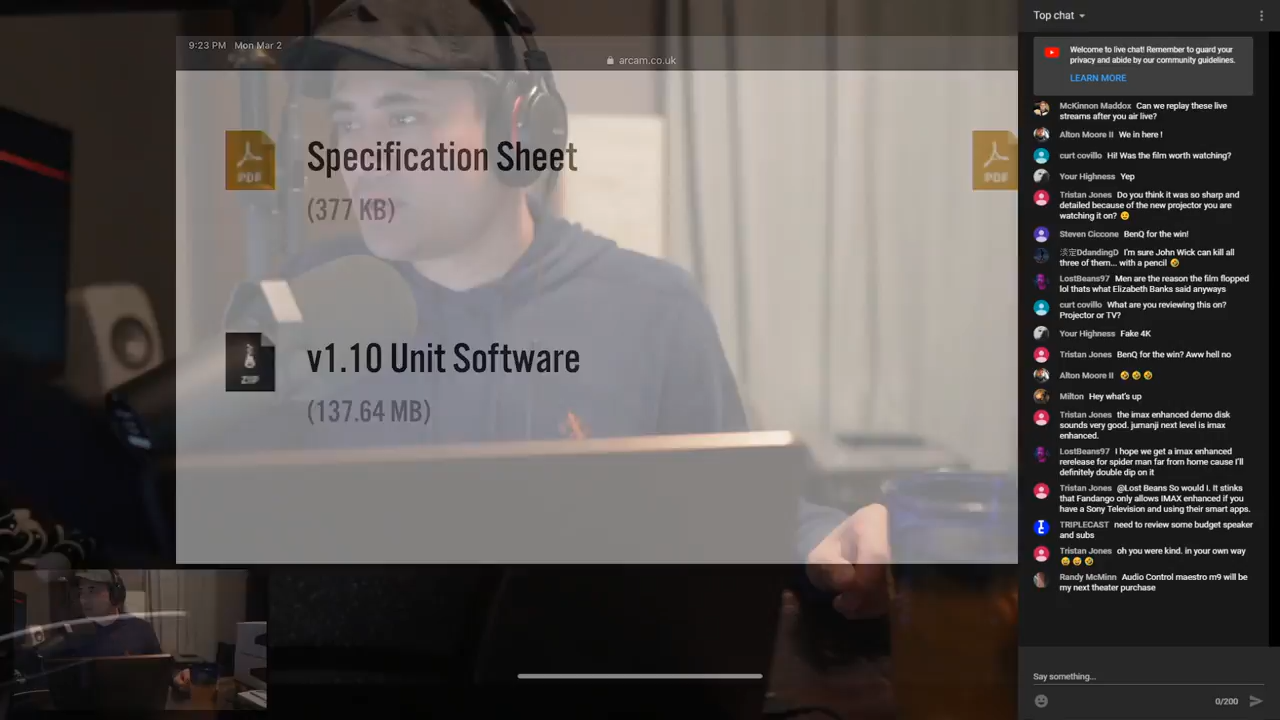 Top chat
9:23 PM Mon Mar 2
arcam.co.uk
PDF
Specification Sheet
(377 KB)
PDF
ZIP
v1.10 Unit Software
(137.64 MB)
Welcome to live chat! Remember to guard your
privacy and abide by our community guidelines.
LEARN MORE
McKinnon Maddox Can we replay these live
streams after you air live?
Alton Moore II We in here !
curt covillo Hi! Was the film worth watching?
Your Highness Yep
Tristan Jones Do you think it was so sharp and
detailed because of the new projector you are
watching it on? 😉
Steven Ciccone BenQ for the win!
淡定DdandingD I'm sure John Wick can kill all
three of them... with a pencil 🤣
LostBeans97 Men are the reason the film flopped
lol thats what Elizabeth Banks said anyways
curt covillo What are you reviewing this on?
Projector or TV?
Your Highness Fake 4K
Tristan Jones BenQ for the win? Aww hell no
Alton Moore II 🤣 🤣 🤣
Milton Hey what's up
Tristan Jones the imax enhanced demo disk
sounds very good. jumanji next level is imax
enhanced.
LostBeans97 I hope we get a imax enhanced
rerelease for spider man far from home cause I'll
definitely double dip on it
Tristan Jones @Lost Beans So would I. It stinks
that Fandango only allows IMAX enhanced if you
have a Sony Television and using their smart apps.
TRIPLECAST need to review some budget speaker
and subs
Tristan Jones oh you were kind. in your own way
😅 😅 🤣
Randy McMinn Audio Control maestro m9 will be
my next theater purchase
Say something...
0/200